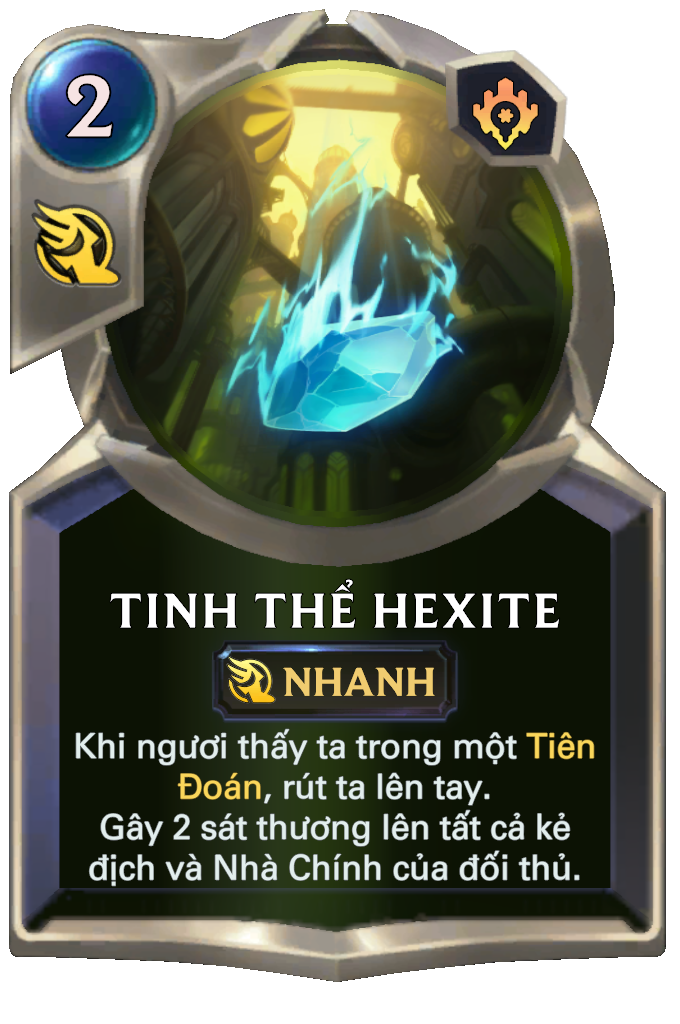 2
TINH THỂ HEXITE
NHANH
Khi ngươi thấy ta trong một Tiên
Đoán, rút ta lên tay.
Gây 2 sát thương lên tất cả kẻ
địch và Nhà Chính của đối thủ.